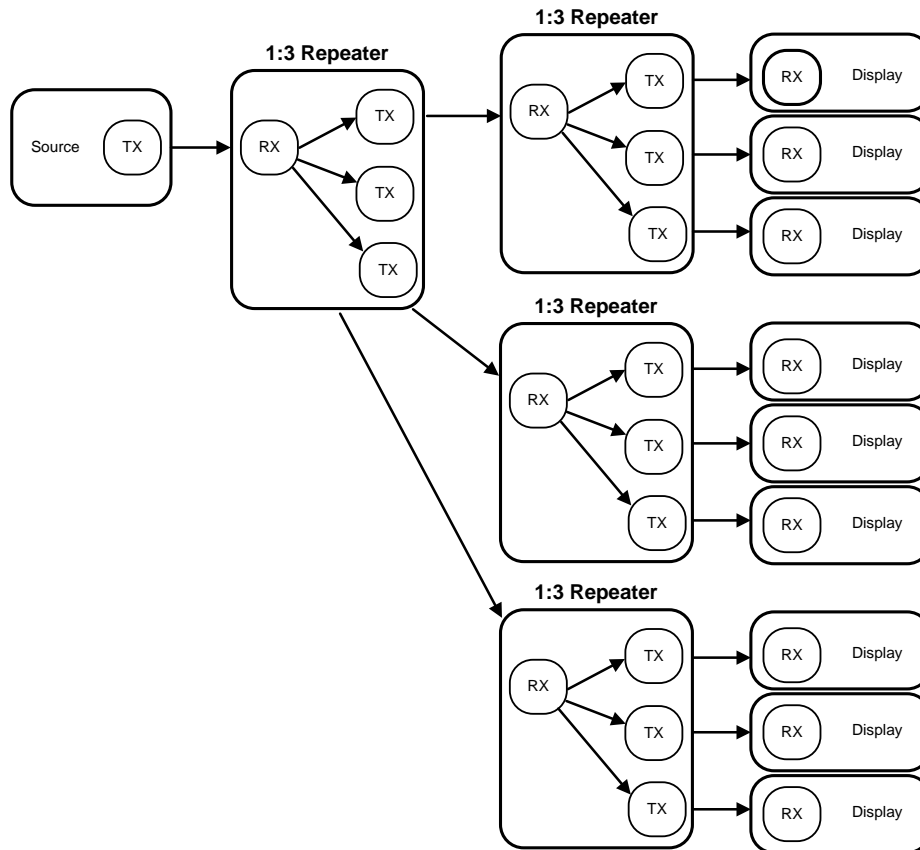 1:3 Repeater
Source
TX
RX
TX
TX
TX
1:3 Repeater
RX
TX
TX
TX
RX
Display
RX
Display
RX
Display
1:3 Repeater
RX
TX
TX
TX
RX
Display
RX
Display
RX
Display
1:3 Repeater
RX
TX
TX
TX
RX
Display
RX
Display
RX
Display